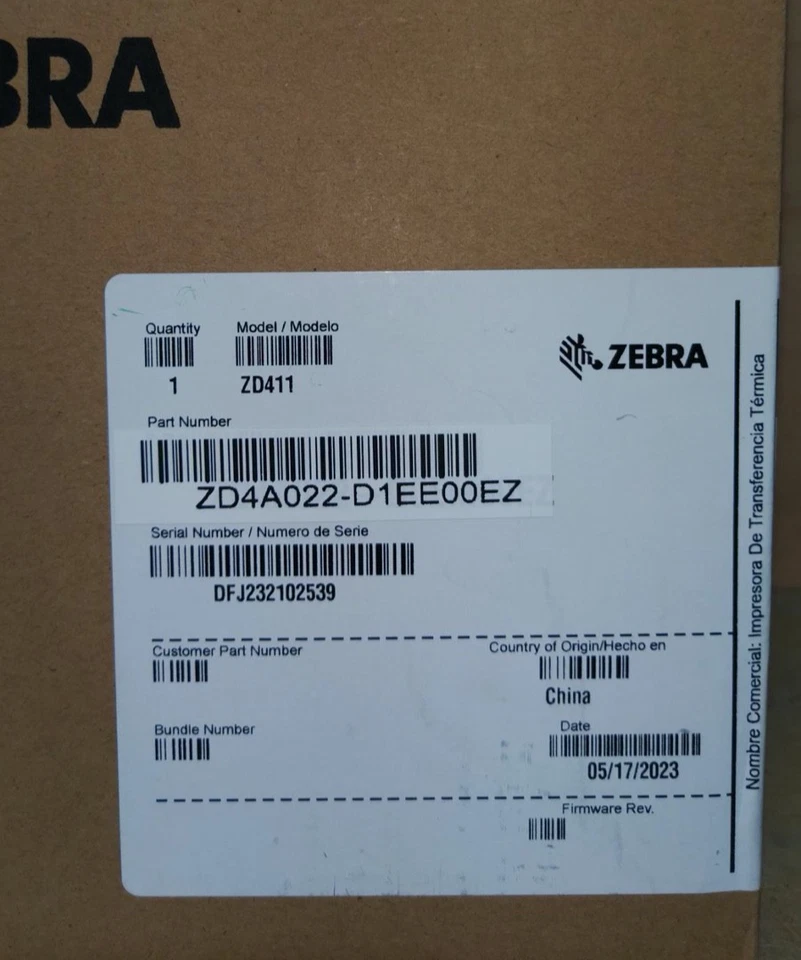 BRA
Quantity
1
Model / Modelo
ZD411
ZEBRA
Part Number
ZD4A022-D1EE00EZ
Serial Number / Numero de Serie
DFJ232102539
Customer Part Number
Country of Origin/Hecho en
China
Bundle Number
Date
05/17/2023
Firmware Rev.
Nombre Comercial: Impresora De Transferencia Térmica